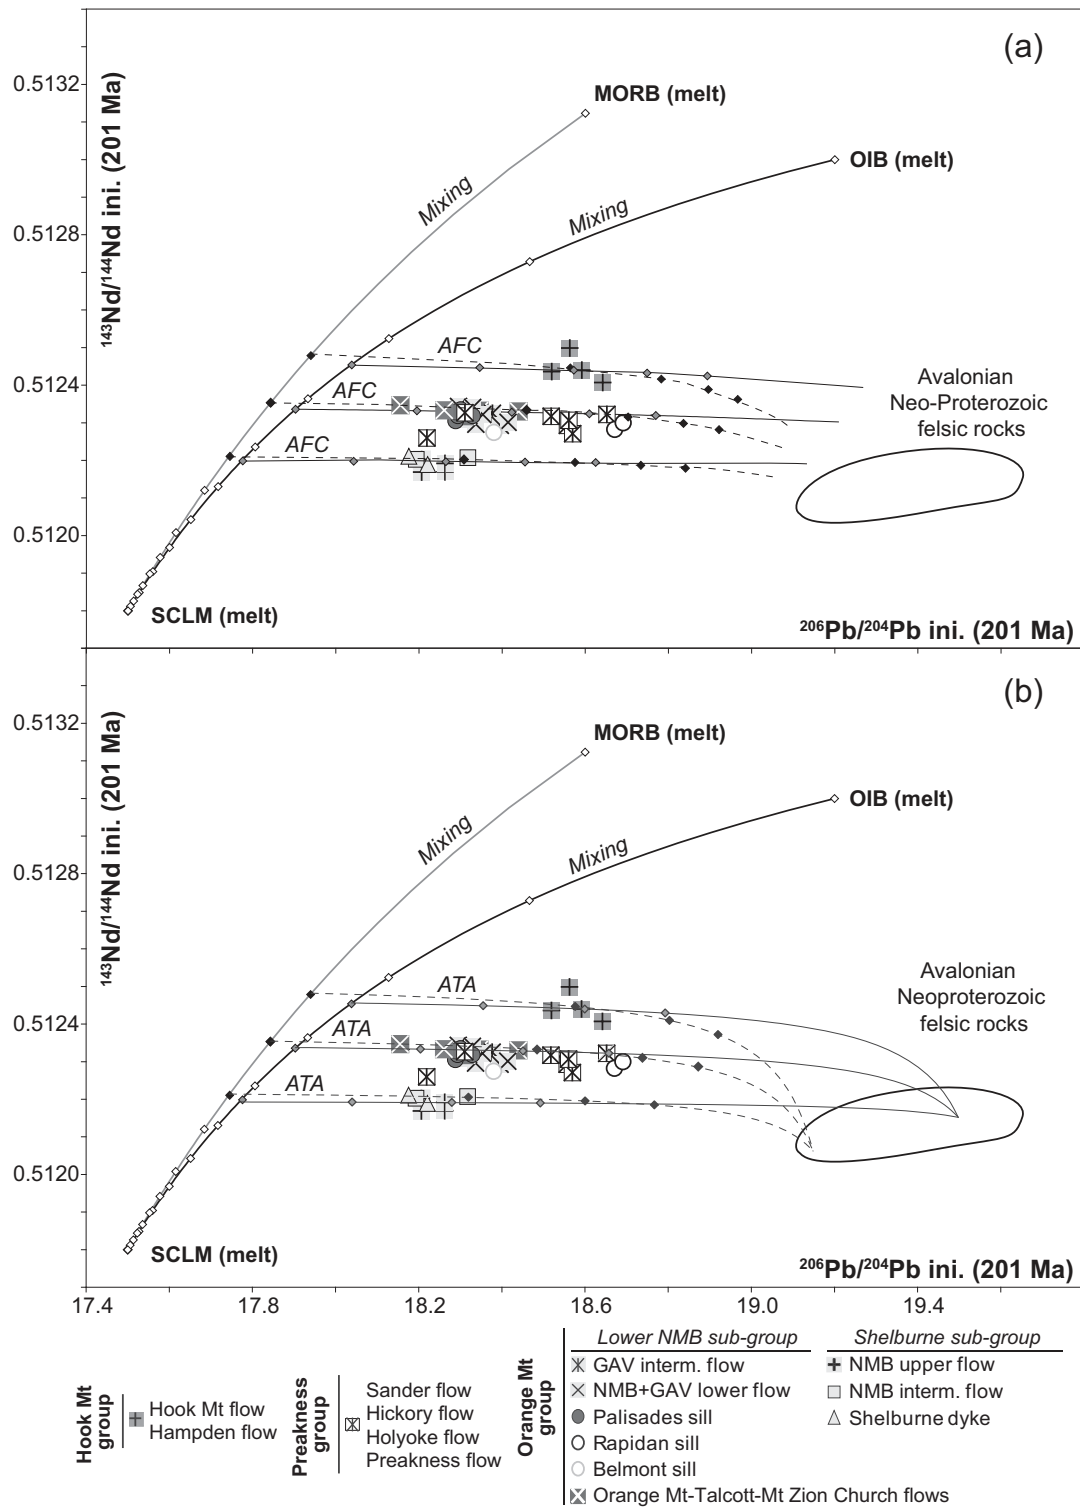 (a)
0.5132
0.5128
0.5124
0.5120
¹⁴³Nd/¹⁴⁴Nd ini. (201 Ma)
MORB (melt)
OIB (melt)
Mixing
Mixing
AFC
AFC
AFC
Avalonian
Neo-Proterozoic
felsic rocks
SCLM (melt)
²⁰⁶Pb/²⁰⁴Pb ini. (201 Ma)
(b)
0.5132
0.5128
0.5124
0.5120
¹⁴³Nd/¹⁴⁴Nd ini. (201 Ma)
MORB (melt)
OIB (melt)
Mixing
Mixing
ATA
ATA
ATA
Avalonian
Neoproterozoic
felsic rocks
SCLM (melt)
²⁰⁶Pb/²⁰⁴Pb ini. (201 Ma)
17.4 17.8 18.2 18.6 19.0 19.4
Hook Mt
group
Hook Mt flow
Hampden flow
Preakness
group
Sander flow
Hickory flow
Holyoke flow
Preakness flow
Orange Mt
group
Lower NMB sub-group
GAV interm. flow
NMB+GAV lower flow
Palisades sill
Rapidan sill
Belmont sill
Orange Mt-Talcott-Mt Zion Church flows
Shelburne sub-group
NMB upper flow
NMB interm. flow
Shelburne dyke